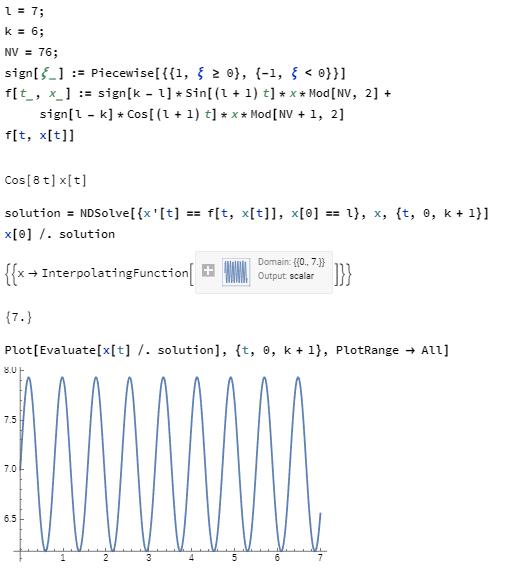 l = 7;
k = 6;
NV = 76;
sign[ξ_] := Piecewise[{{1, ξ ≥ 0}, {-1, ξ < 0}}]
f[t_, x_] := sign[k - l] * Sin[(l + 1) t] * x * Mod[NV, 2] +
sign[l - k] * Cos[(l + 1) t] * x * Mod[NV + 1, 2]
f[t, x[t]]
Cos[8 t] x[t]
solution = NDSolve[{x'[t] == f[t, x[t]], x[0] == l}, x, {t, 0, k + 1}]
x[0] /. solution
{{x → InterpolatingFunction[ Domain: {{0., 7.}} Output: scalar ]}}
{7.}
Plot[Evaluate[x[t] /. solution], {t, 0, k + 1}, PlotRange → All]
8.0
7.5
7.0
6.5
1 2 3 4 5 6 7